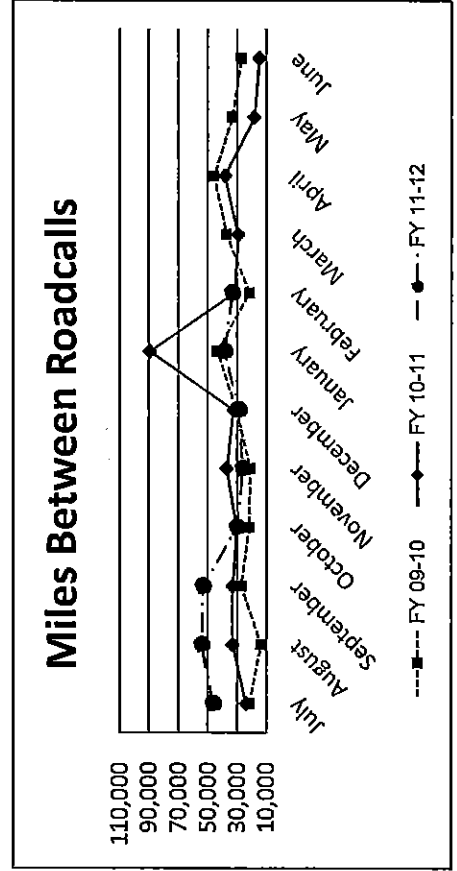 Miles Between Roadcalls
110,000
90,000
70,000
50,000
30,000
10,000
July
August
September
October
November
December
January
February
March
April
May
June
FY 09-10
FY 10-11
FY 11-12